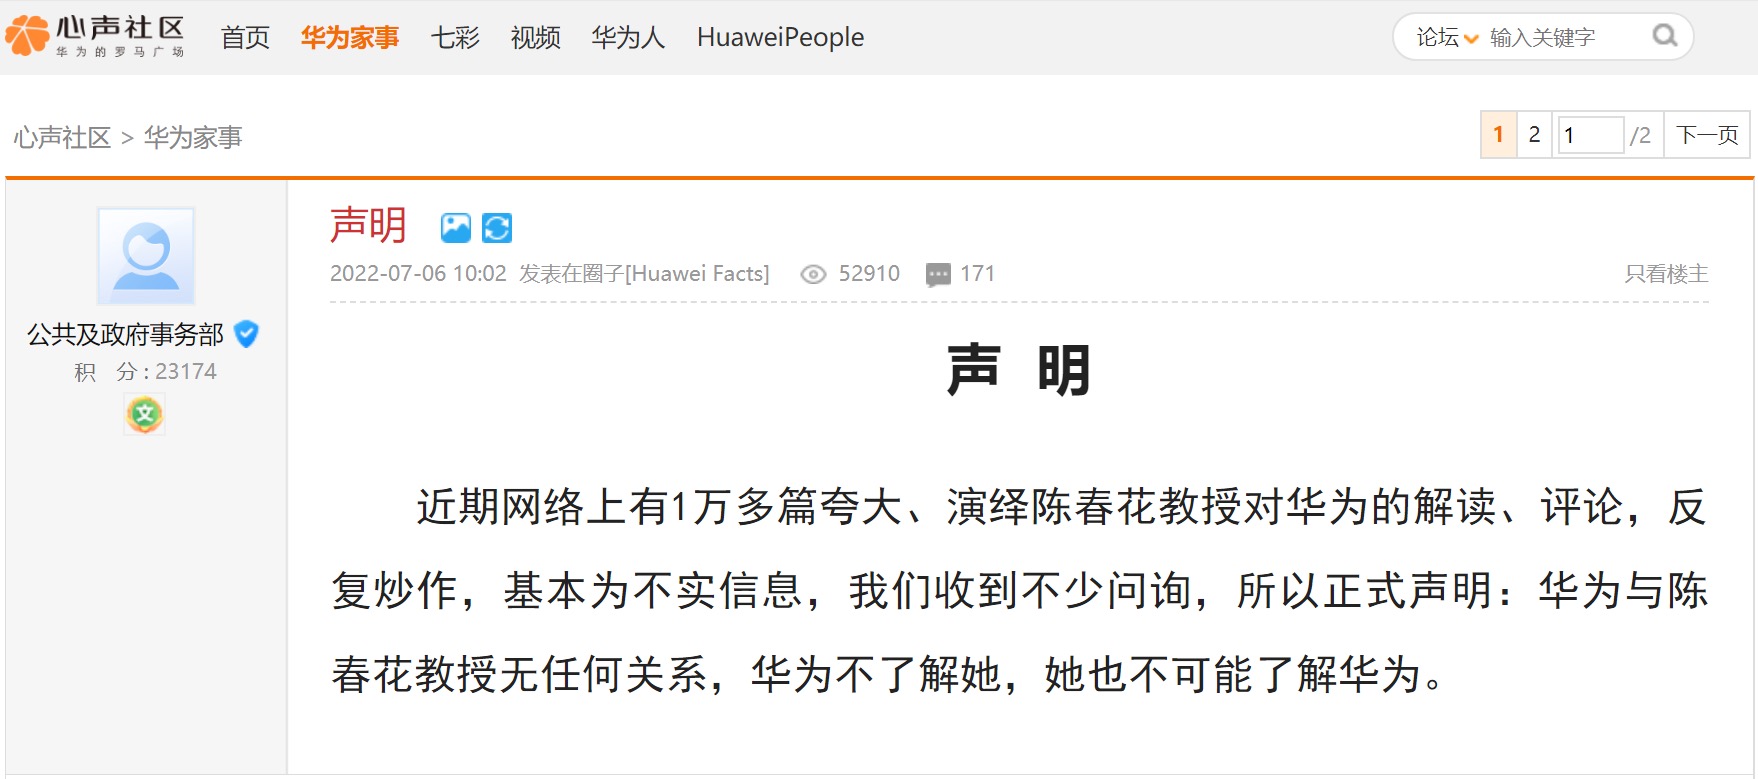 心声社区
华为的罗马广场
首页 华为家事 七彩 视频 华为人 HuaweiPeople
论坛 输入关键字
心声社区 > 华为家事
1 2 1 /2 下一页
声明
2022-07-06 10:02 发表在圈子[Huawei Facts] 52910 171
只看楼主
公共及政府事务部
积 分 : 23174
文
声 明
近期网络上有1万多篇夸大、演绎陈春花教授对华为的解读、评论，反
复炒作，基本为不实信息，我们收到不少问询，所以正式声明：华为与陈
春花教授无任何关系，华为不了解她，她也不可能了解华为。